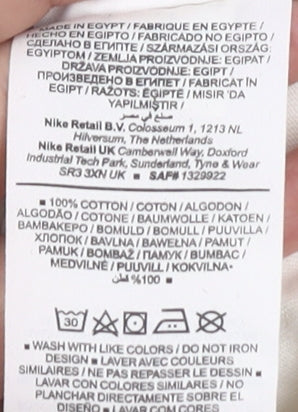 MADE IN EGYPT / FABRIQUE EN EGYPTE /
HECHO EN EGIPTO / FABRICADO NO EGIPTO /
СДЕЛАНО В ЕГИПТЕ / SZÁRMAZÁSI ORSZÁG:
EGYIPTOM / ZEMLJA PROIZVODNJE: EGIPAT /
DRŽAVA PROIZVODNJE: EGIPT /
ПРОИЗВЕДЕНО В ЕГИПЕТ / FABRICAT ÎN
EGIPT / RAŽOTS: ĒĢIPTĒ / MISIR 'DA
YAPILMIŞTIR /
صنع في مصر
Nike Retail B.V. Colosseum 1, 1213 NL
Hilversum, The Netherlands
Nike Retail UK Camberwell Way, Doxford
Industrial Tech Park, Sunderland, Tyne & Wear
SR3 3XN UK ■ SAF# 1329922
■ 100% COTTON / COTON / ALGODON /
ALGODÃO / COTONE / BAUMWOLLE / KATOEN /
ΒΑΜΒΑΚΕΡΟ / BOMULD / BOMULL / PUUVILLA /
ХЛОПОК / BAVLNA / BAWEŁNA / PAMUT /
PAMUK / BOMBAŽ / ПАМУК / BUMBAC /
MEDVILNĖ / PUUVILL / KOKVILNA
■ %100 قطن
30
■ WASH WITH LIKE COLORS / DO NOT IRON
DESIGN ■ LAVER AVEC COULEURS
SIMILAIRES / NE PAS REPASSER LE DESSIN ■
LAVAR CON COLORES SIMILARES / NO
PLANCHAR DIRECTAMENTE SOBRE EL
DISEÑO ■ LAVAR COM CORES